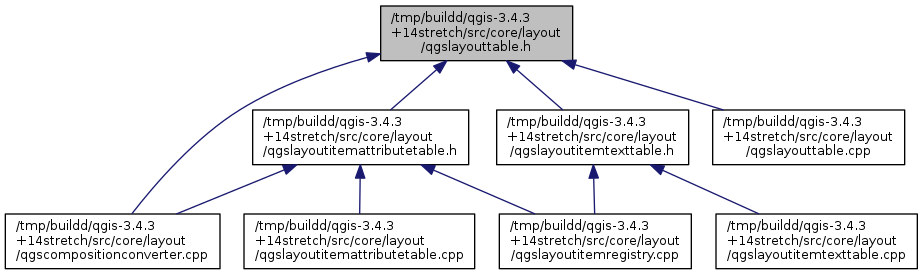 /tmp/buildd/qgis-3.4.3
+14stretch/src/core/layout
/qgslayouttable.h
/tmp/buildd/qgis-3.4.3
+14stretch/src/core/layout
/qgslayoutitemattributetable.h
/tmp/buildd/qgis-3.4.3
+14stretch/src/core/layout
/qgslayoutitemtexttable.h
/tmp/buildd/qgis-3.4.3
+14stretch/src/core/layout
/qgslayouttable.cpp
/tmp/buildd/qgis-3.4.3
+14stretch/src/core/layout
/qgscompositionconverter.cpp
/tmp/buildd/qgis-3.4.3
+14stretch/src/core/layout
/qgslayoutitemattributetable.cpp
/tmp/buildd/qgis-3.4.3
+14stretch/src/core/layout
/qgslayoutitemregistry.cpp
/tmp/buildd/qgis-3.4.3
+14stretch/src/core/layout
/qgslayoutitemtexttable.cpp